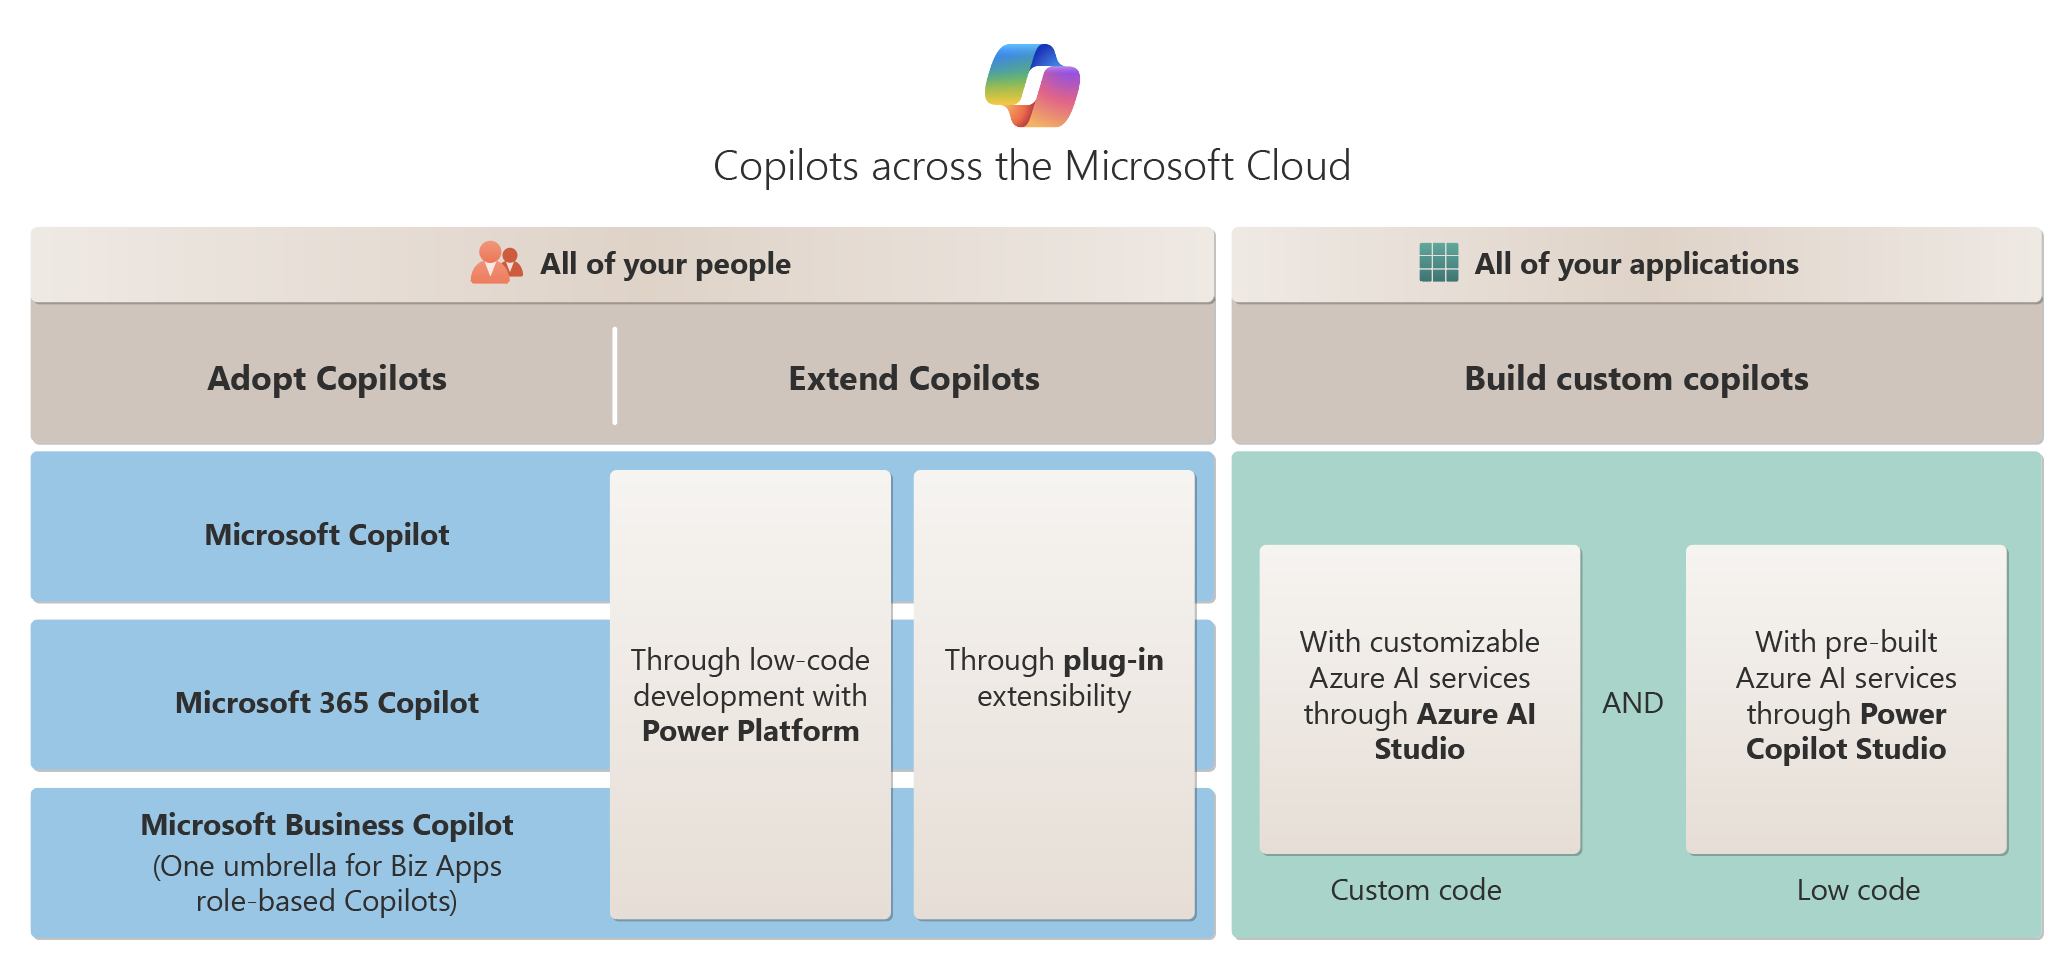 Copilots across the Microsoft Cloud
All of your people
All of your applications
Adopt Copilots
Extend Copilots
Build custom copilots
Microsoft Copilot
Microsoft 365 Copilot
Microsoft Business Copilot
(One umbrella for Biz Apps
role-based Copilots)
Through low-code
development with
Power Platform
Through plug-in
extensibility
With customizable
Azure AI services
through Azure AI
Studio
Custom code
AND
With pre-built
Azure AI services
through Power
Copilot Studio
Low code